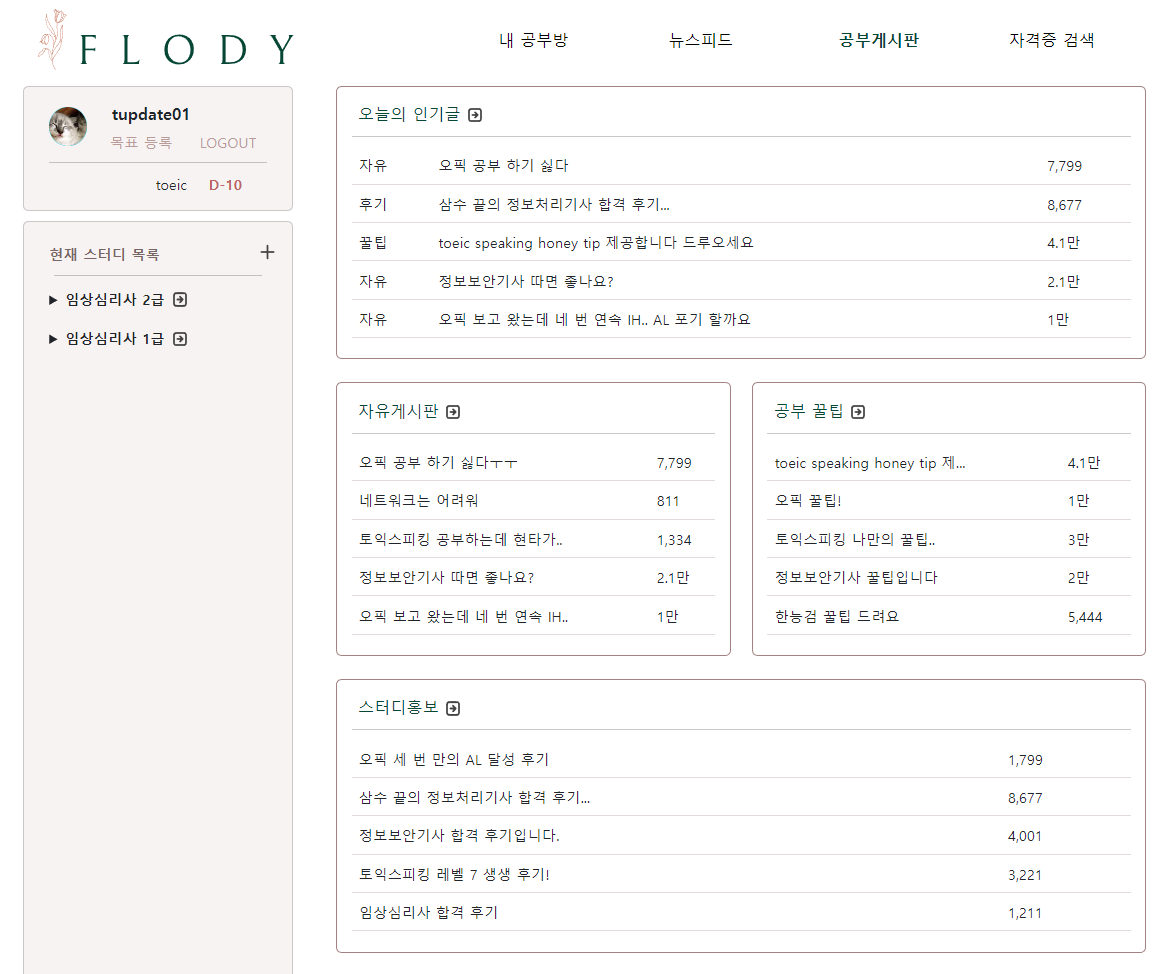 FLODY
내 공부방 뉴스피드 공부게시판 자격증 검색
tupdate01
목표 등록 LOGOUT
toeic D-10
현재 스터디 목록 +
임상심리사 2급
임상심리사 1급
오늘의 인기글
자유 오픽 공부 하기 싫다 7,799
후기 삼수 끝의 정보처리기사 합격 후기... 8,677
꿀팁 toeic speaking honey tip 제공합니다 드루오세요 4.1만
자유 정보보안기사 따면 좋나요? 2.1만
자유 오픽 보고 왔는데 네 번 연속 IH.. AL 포기 할까요 1만
자유게시판
오픽 공부 하기 싫다ㅜㅜ 7,799
네트워크는 어려워 811
토익스피킹 공부하는데 현타가.. 1,334
정보보안기사 따면 좋나요? 2.1만
오픽 보고 왔는데 네 번 연속 IH.. 1만
공부 꿀팁
toeic speaking honey tip 제... 4.1만
오픽 꿀팁! 1만
토익스피킹 나만의 꿀팁.. 3만
정보보안기사 꿀팁입니다 2만
한능검 꿀팁 드려요 5,444
스터디홍보
오픽 세 번 만의 AL 달성 후기 1,799
삼수 끝의 정보처리기사 합격 후기... 8,677
정보보안기사 합격 후기입니다. 4,001
토익스피킹 레벨 7 생생 후기! 3,221
임상심리사 합격 후기 1,211